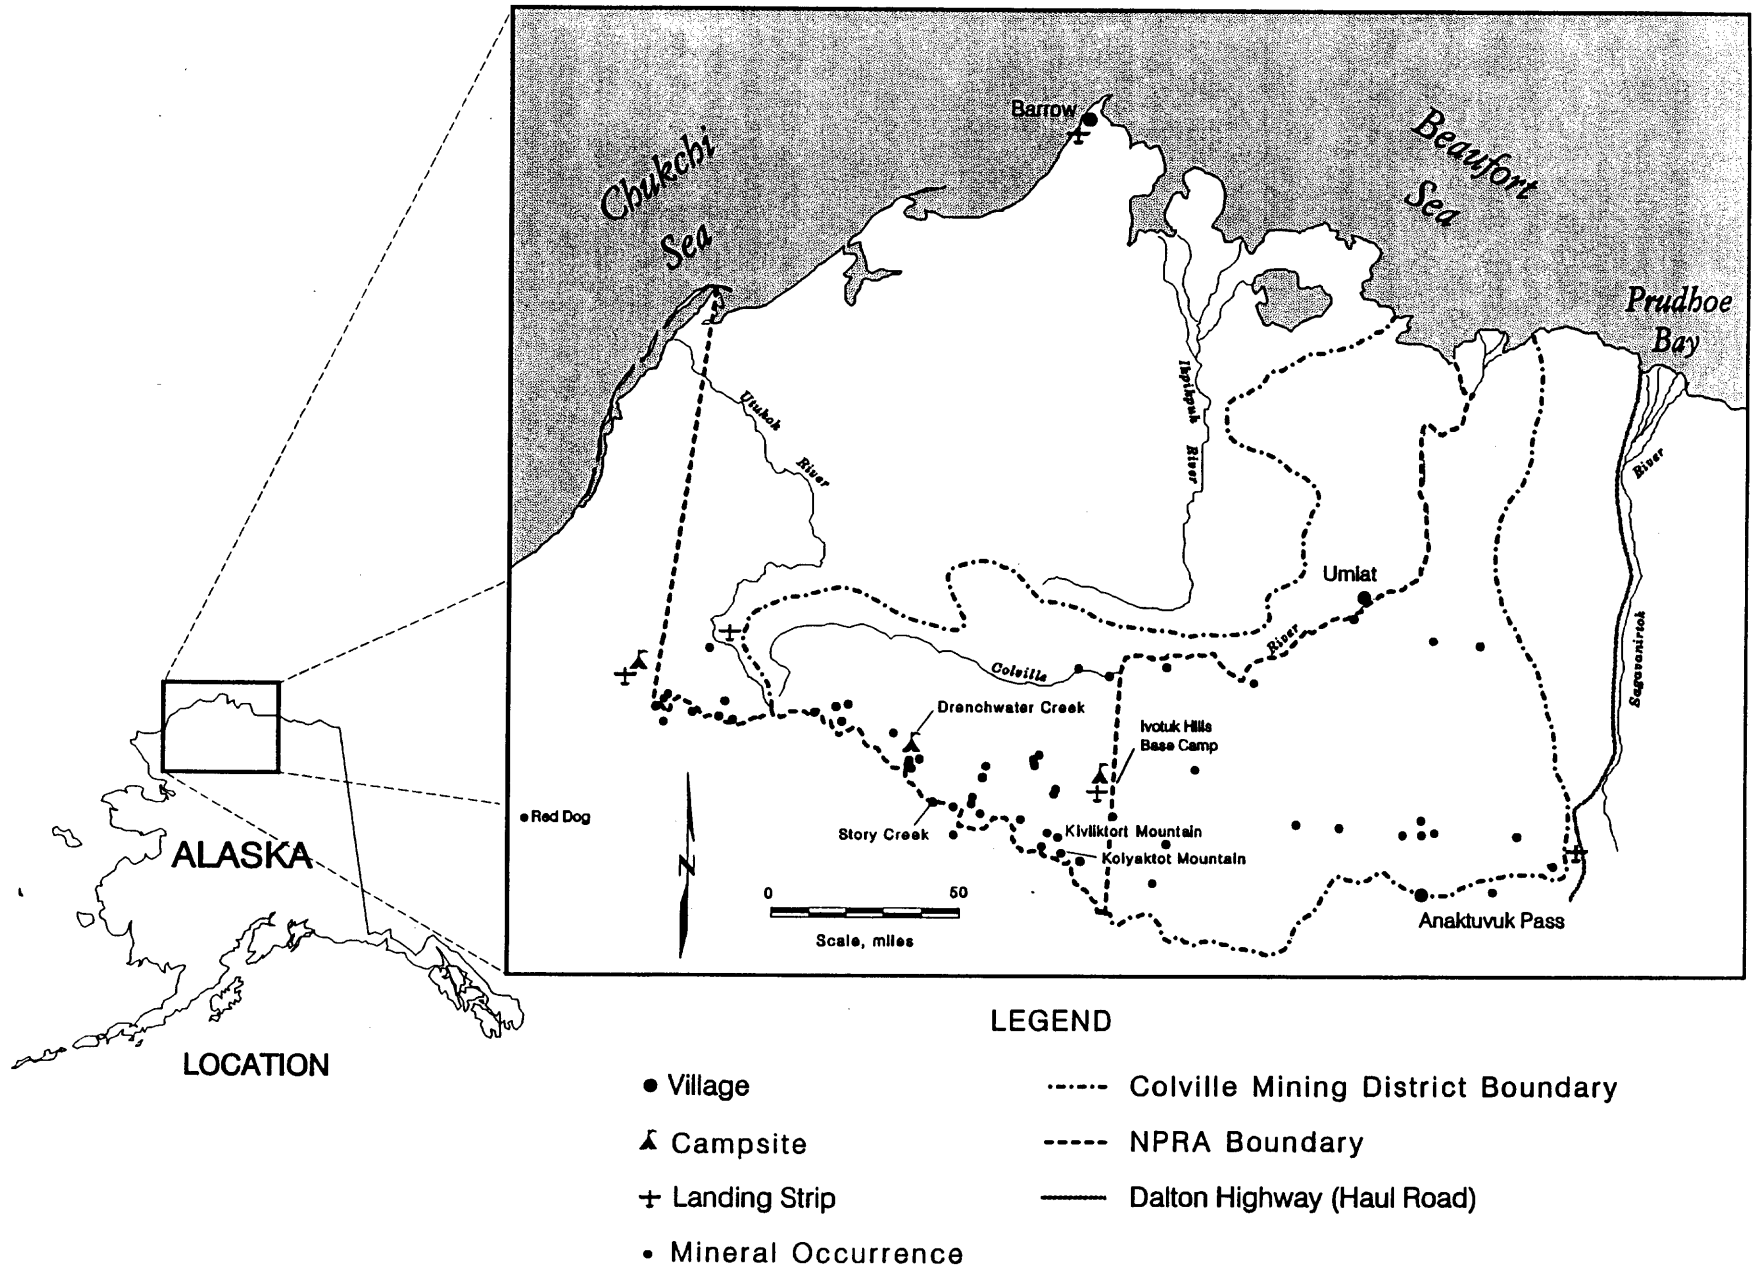 Barrow
Chukchi
Sea
Beaufort
Sea
Prudhoe
Bay
Utukok
River
Ikpikpuk
River
River
Sagavanirtok
Umiat
River
Colville
Drenchwater Creek
Ivotuk Hills
Base Camp
Red Dog
Story Creek
Kivliktort Mountain
Kolyaktot Mountain
N
0 50
Scale, miles
Anaktuvuk Pass
ALASKA
LOCATION
LEGEND
Village
Campsite
Landing Strip
Mineral Occurrence
Colville Mining District Boundary
NPRA Boundary
Dalton Highway (Haul Road)